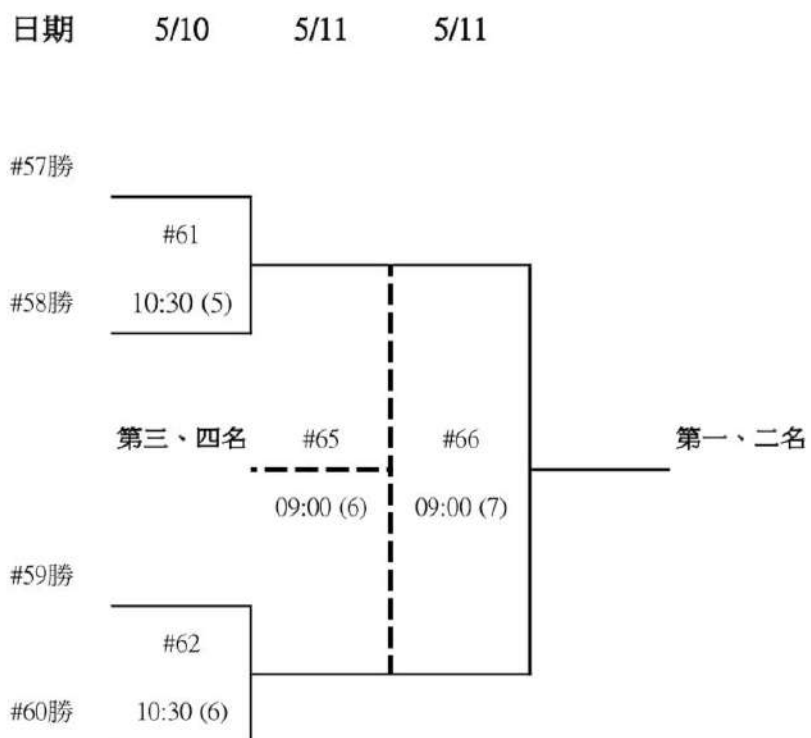 日期 5/10 5/11 5/11
#57勝
#61
#58勝 10:30 (5)
第三、四名 #65 #66 第一、二名
09:00 (6) 09:00 (7)
#59勝
#62
#60勝 10:30 (6)